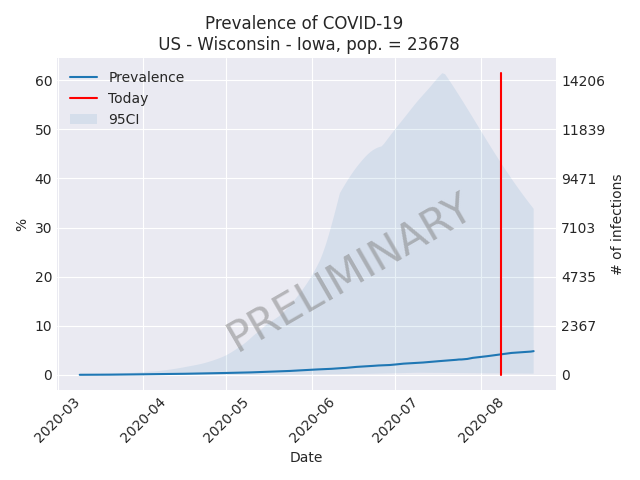 Prevalence of COVID-19
US - Wisconsin - Iowa, pop. = 23678
Prevalence
Today
95CI
60
50
40
30
20
10
0
%
14206
11839
9471
7103
4735
2367
0
# of infections
PRELIMINARY
2020-03
2020-04
2020-05
2020-06
2020-07
2020-08
Date